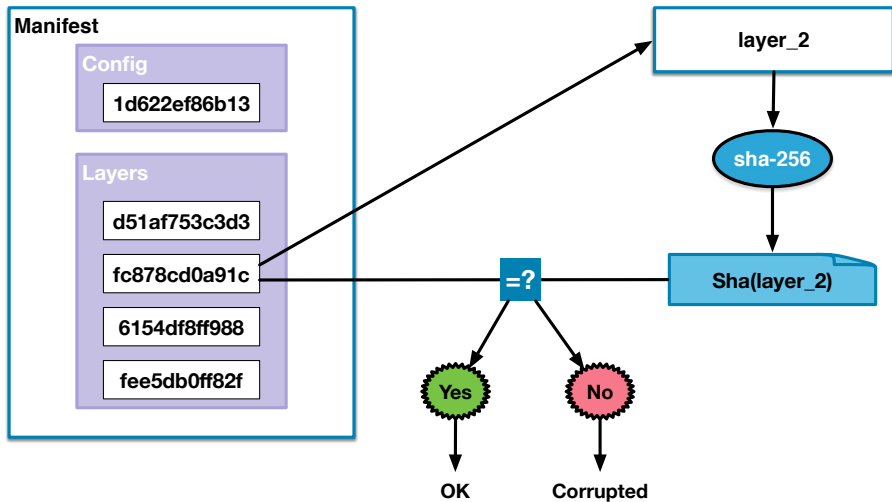 Manifest
Config
1d622ef86b13
Layers
d51af753c3d3
fc878cd0a91c
6154df8ff988
fee5db0ff82f
layer_2
sha-256
Sha(layer_2)
=?
Yes
No
OK
Corrupted